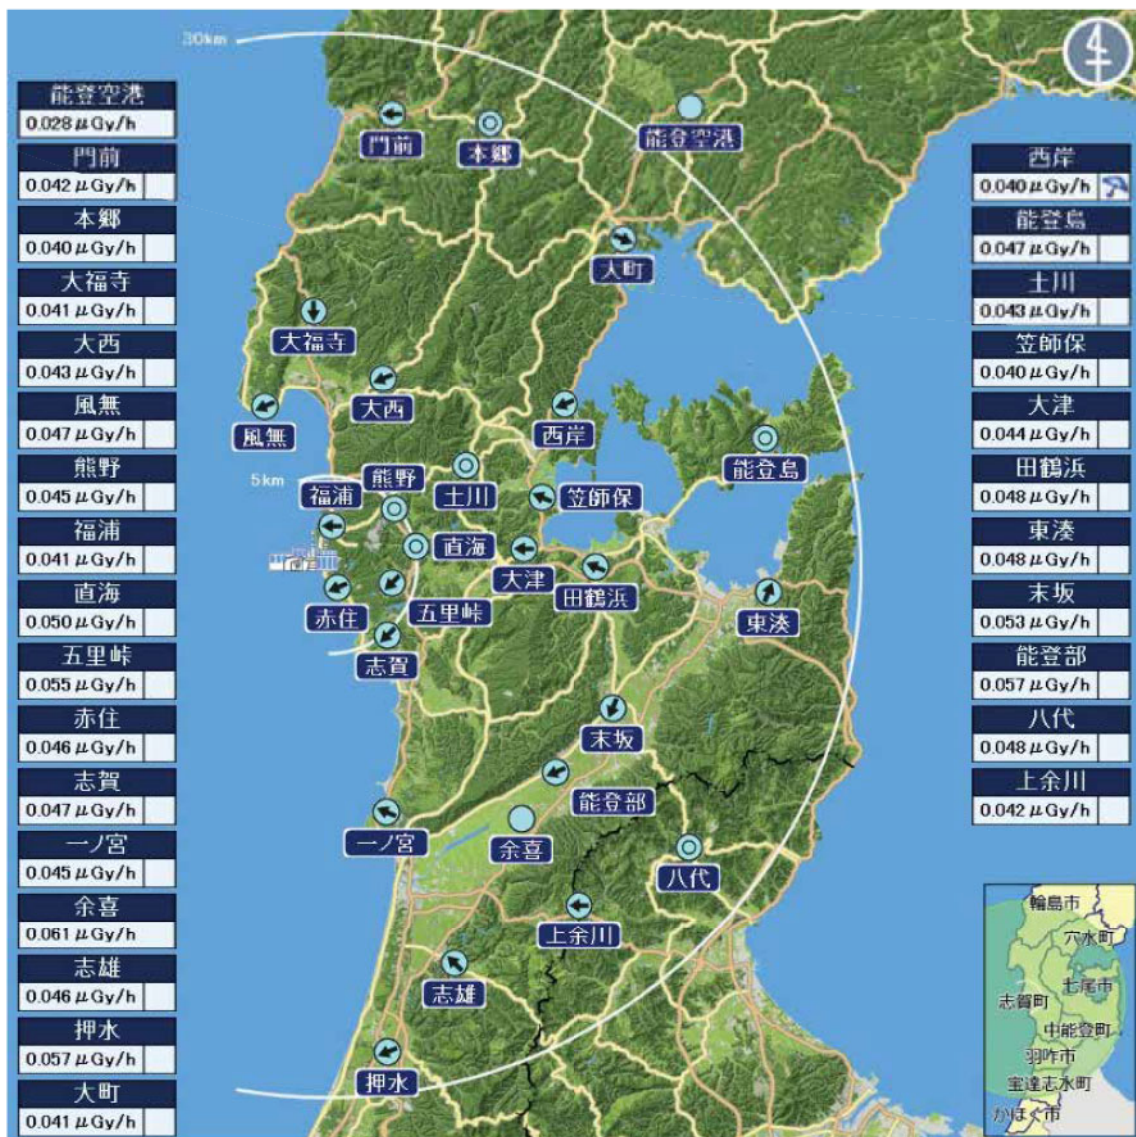 30km
能登空港
0.028μGy/h
門前
0.042μGy/h
本郷
0.040μGy/h
大福寺
0.041μGy/h
大西
0.043μGy/h
風無
0.047μGy/h
熊野
0.045μGy/h
福浦
0.041μGy/h
直海
0.050μGy/h
五里峠
0.055μGy/h
赤住
0.046μGy/h
志賀
0.047μGy/h
一ノ宮
0.045μGy/h
余喜
0.061μGy/h
志雄
0.046μGy/h
押水
0.057μGy/h
大町
0.041μGy/h
門前
本郷
能登空港
大町
大福寺
大西
風無
西岸
能登島
5km
福浦
熊野
土川
笠師保
直海
大津
田鶴浜
赤住
五里峠
東湊
志賀
末坂
能登部
一ノ宮
余喜
八代
上余川
志雄
押水
西岸
0.040μGy/h
能登島
0.047μGy/h
土川
0.043μGy/h
笠師保
0.040μGy/h
大津
0.044μGy/h
田鶴浜
0.048μGy/h
東湊
0.048μGy/h
末坂
0.053μGy/h
能登部
0.057μGy/h
八代
0.048μGy/h
上余川
0.042μGy/h
輪島市
穴水町
七尾市
志賀町
中能登町
羽咋市
宝達志水町
かほく市